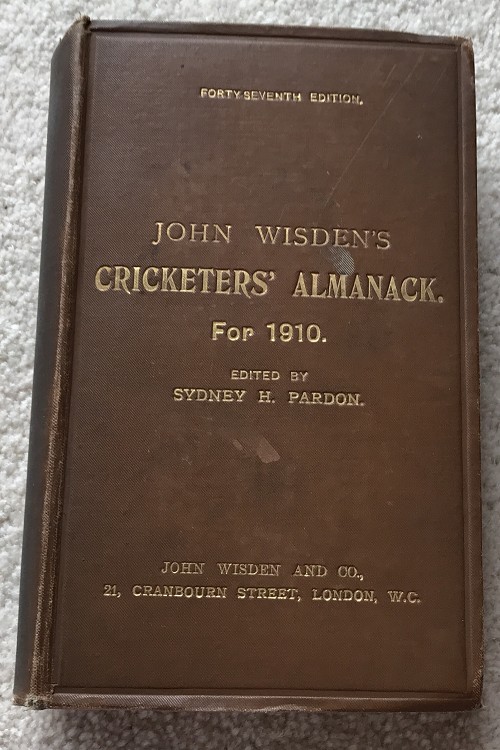 FORTY-SEVENTH EDITION.
JOHN WISDEN'S
CRICKETERS' ALMANACK.
For 1910.
EDITED BY
SYDNEY H. PARDON.
JOHN WISDEN AND CO.,
21, CRANBOURN STREET, LONDON, W.C.